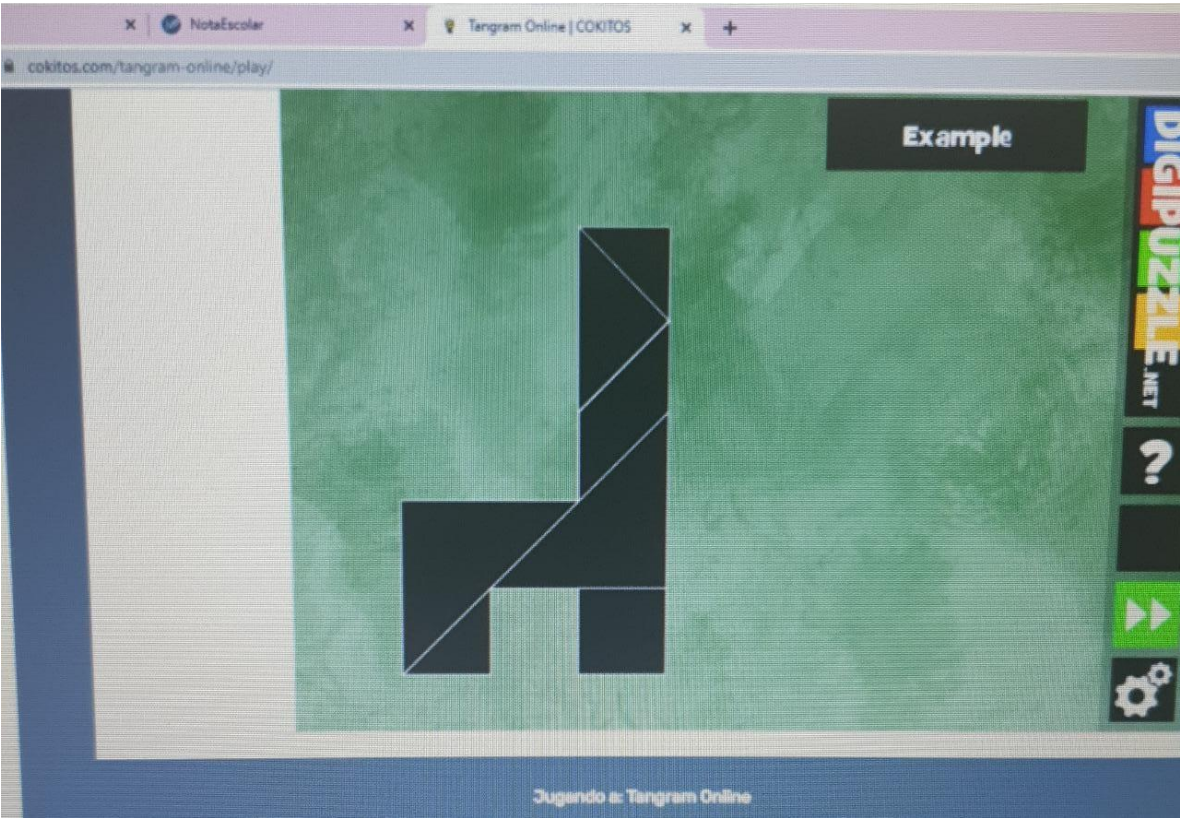 NotaEscolar
Tangram Online | COKITOS
cokitos.com/tangram-online/play/
Example
DIGIPUZZLE.NET
?
Jugando a: Tangram Online